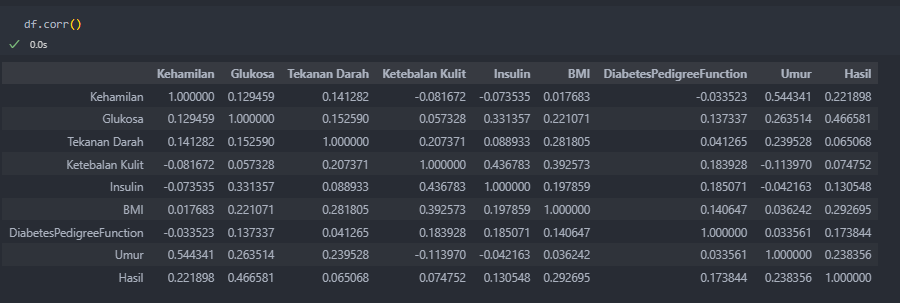 df.corr()
✓ 0.0s
Kehamilan Glukosa Tekanan Darah Ketebalan Kulit Insulin BMI DiabetesPedigreeFunction Umur Hasil
Kehamilan 1.000000 0.129459 0.141282 -0.081672 -0.073535 0.017683 -0.033523 0.544341 0.221898
Glukosa 0.129459 1.000000 0.152590 0.057328 0.331357 0.221071 0.137337 0.263514 0.466581
Tekanan Darah 0.141282 0.152590 1.000000 0.207371 0.088933 0.281805 0.041265 0.239528 0.065068
Ketebalan Kulit -0.081672 0.057328 0.207371 1.000000 0.436783 0.392573 0.183928 -0.113970 0.074752
Insulin -0.073535 0.331357 0.088933 0.436783 1.000000 0.197859 0.185071 -0.042163 0.130548
BMI 0.017683 0.221071 0.281805 0.392573 0.197859 1.000000 0.140647 0.036242 0.292695
DiabetesPedigreeFunction -0.033523 0.137337 0.041265 0.183928 0.185071 0.140647 1.000000 0.033561 0.173844
Umur 0.544341 0.263514 0.239528 -0.113970 -0.042163 0.036242 0.033561 1.000000 0.238356
Hasil 0.221898 0.466581 0.065068 0.074752 0.130548 0.292695 0.173844 0.238356 1.000000